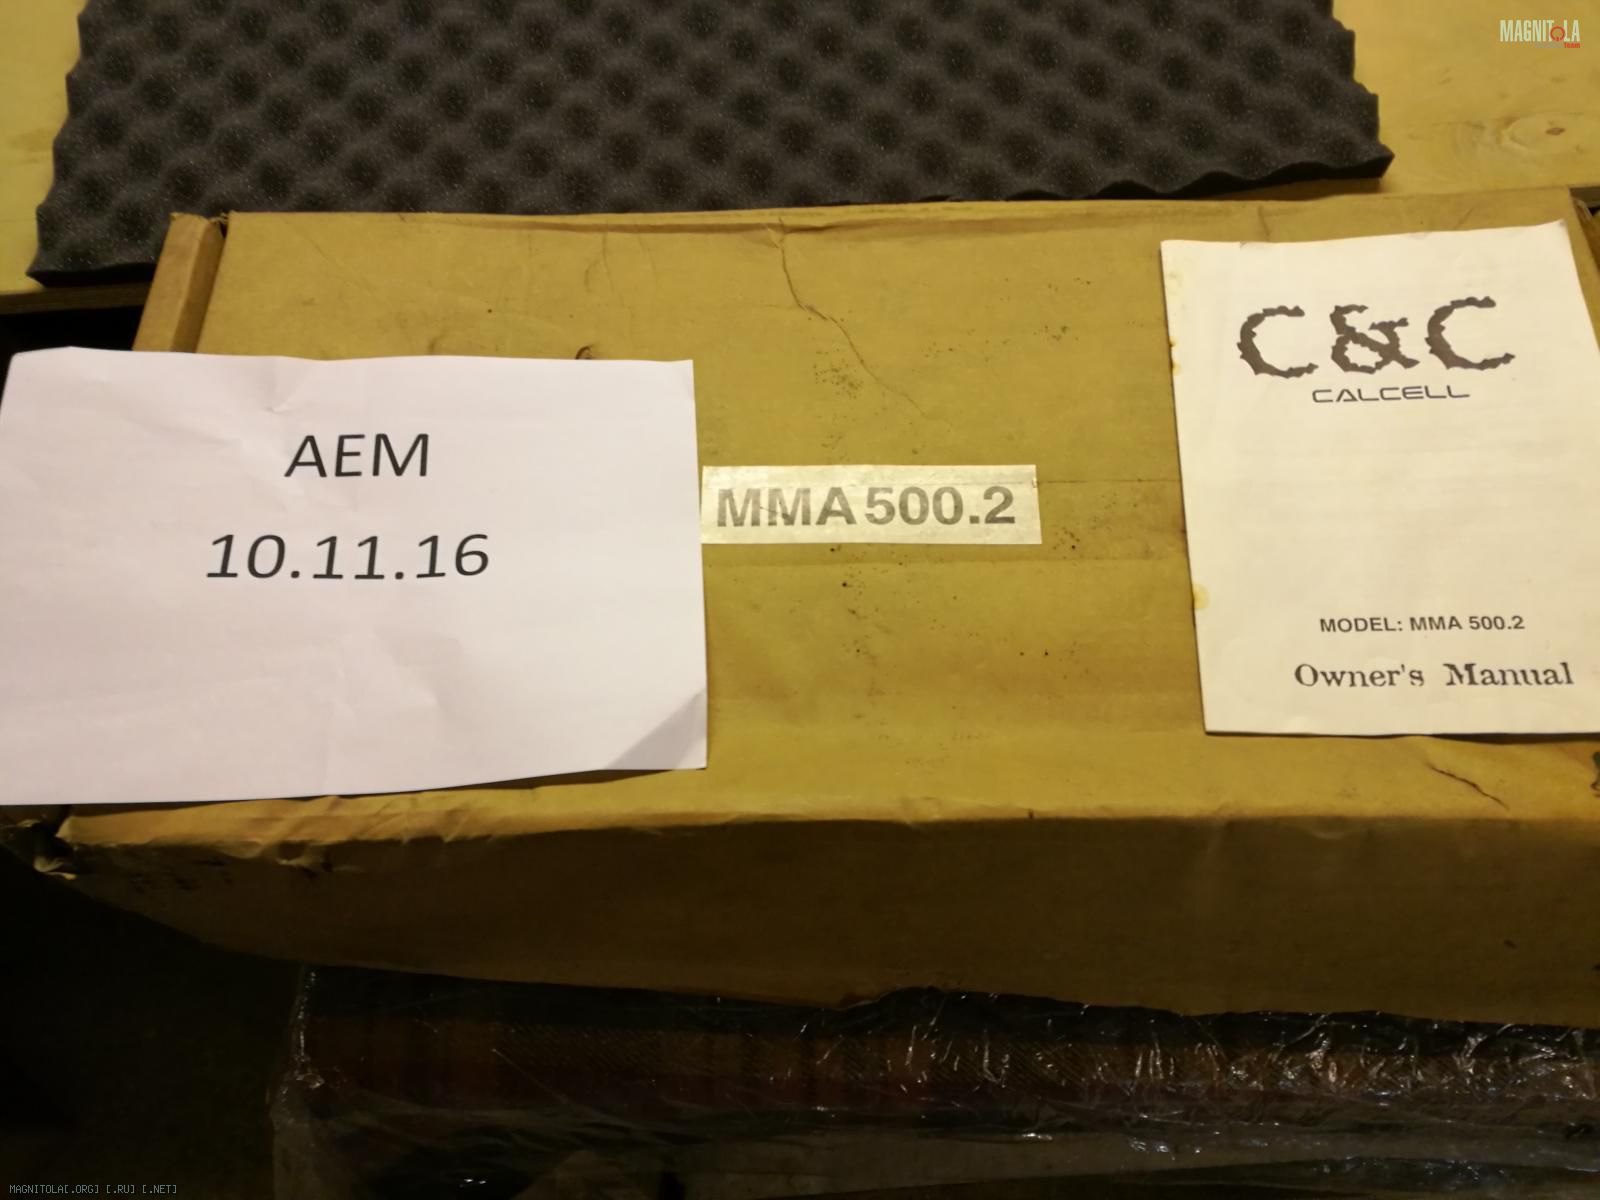 MAGNITOLA
Team
C&C
CALCELL
AEM
10.11.16
MMA 500.2
MODEL: MMA 500.2
Owner's Manual
MAGNITOLA[.ORG] [.RU] [.NET]